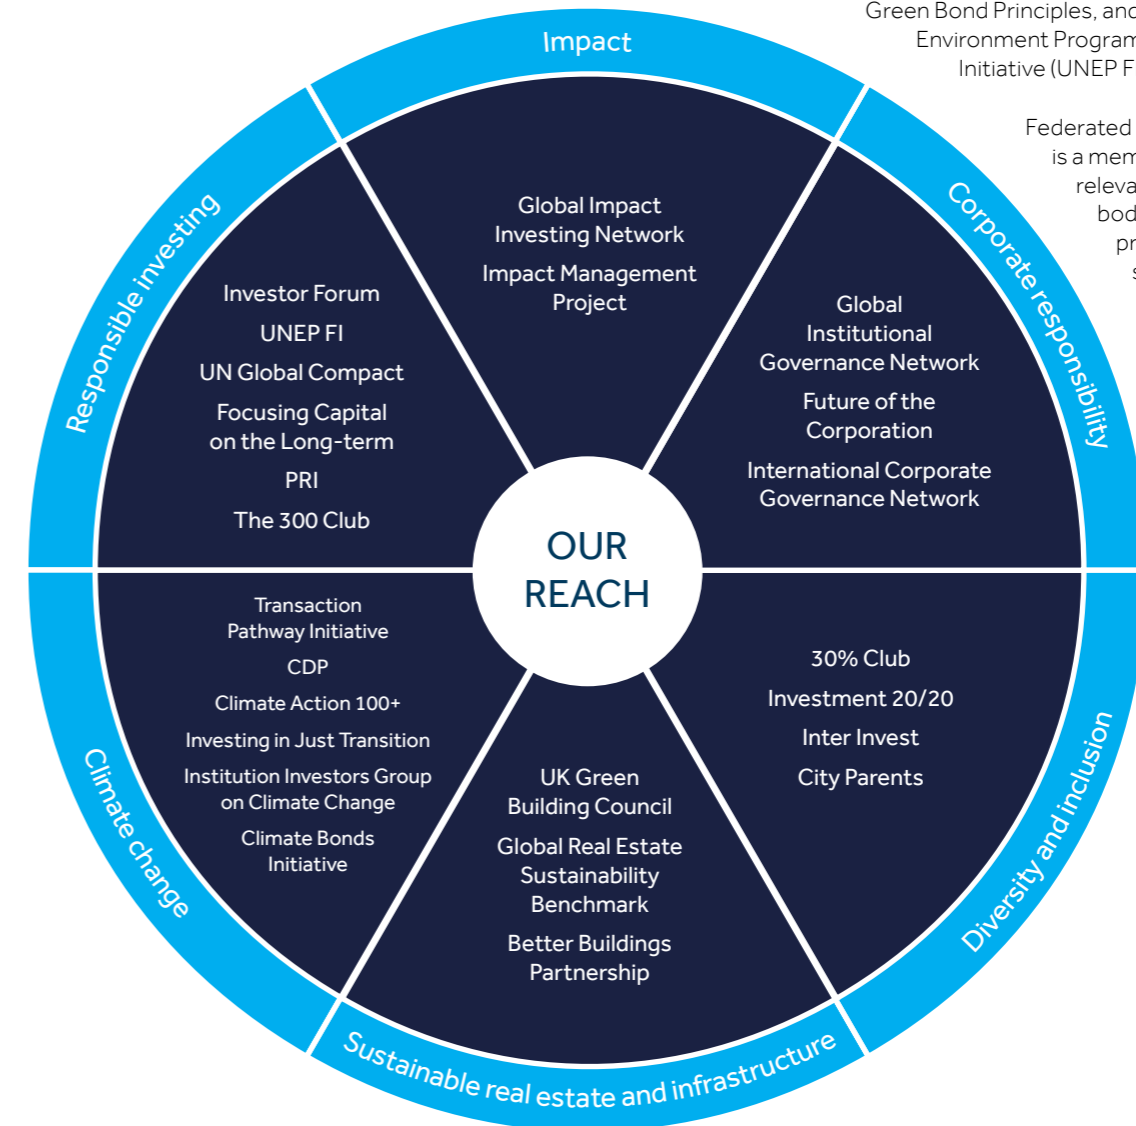 Green Bond Principles, and
Environment Program
Initiative (UNEP F
Federated
is a mem
releva
bod
pr
s
Impact
Global Impact
Investing Network
Impact Management
Project
Corporate responsibility
Global
Institutional
Governance Network
Future of the
Corporation
International Corporate
Governance Network
Diversity and inclusion
30% Club
Investment 20/20
Inter Invest
City Parents
Sustainable real estate and infrastructure
UK Green
Building Council
Global Real Estate
Sustainability
Benchmark
Better Buildings
Partnership
Climate change
Transaction
Pathway Initiative
CDP
Climate Action 100+
Investing in Just Transition
Institution Investors Group
on Climate Change
Climate Bonds
Initiative
Responsible investing
Investor Forum
UNEP FI
UN Global Compact
Focusing Capital
on the Long-term
PRI
The 300 Club
OUR
REACH